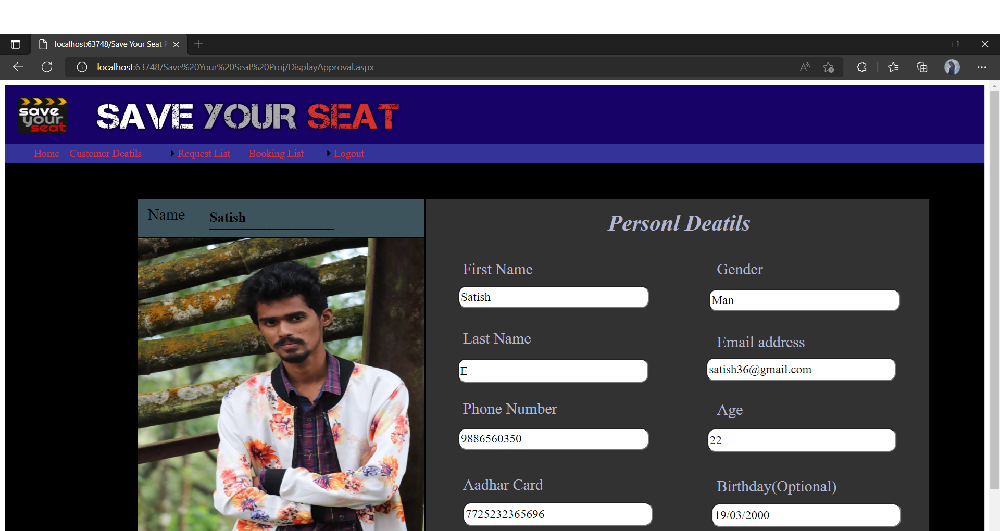 localhost:63748/Save Your Seat P
localhost:63748/Save%20Your%20Seat%20Proj/DisplayApproval.aspx
save
your
seat
SAVE YOUR SEAT
Home Custemer Deatils Request List Booking List Logout
Name Satish
Personl Deatils
First Name Gender
Satish Man
Last Name Email address
E satish36@gmail.com
Phone Number Age
9886560350 22
Aadhar Card Birthday(Optional)
7725232365696 19/03/2000